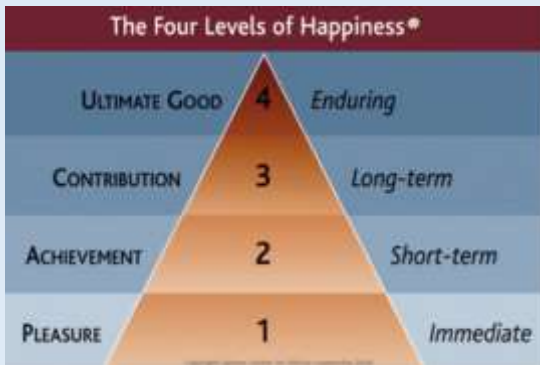 The Four Levels of Happiness®
ULTIMATE GOOD 4 Enduring
CONTRIBUTION 3 Long-term
ACHIEVEMENT 2 Short-term
PLEASURE 1 Immediate